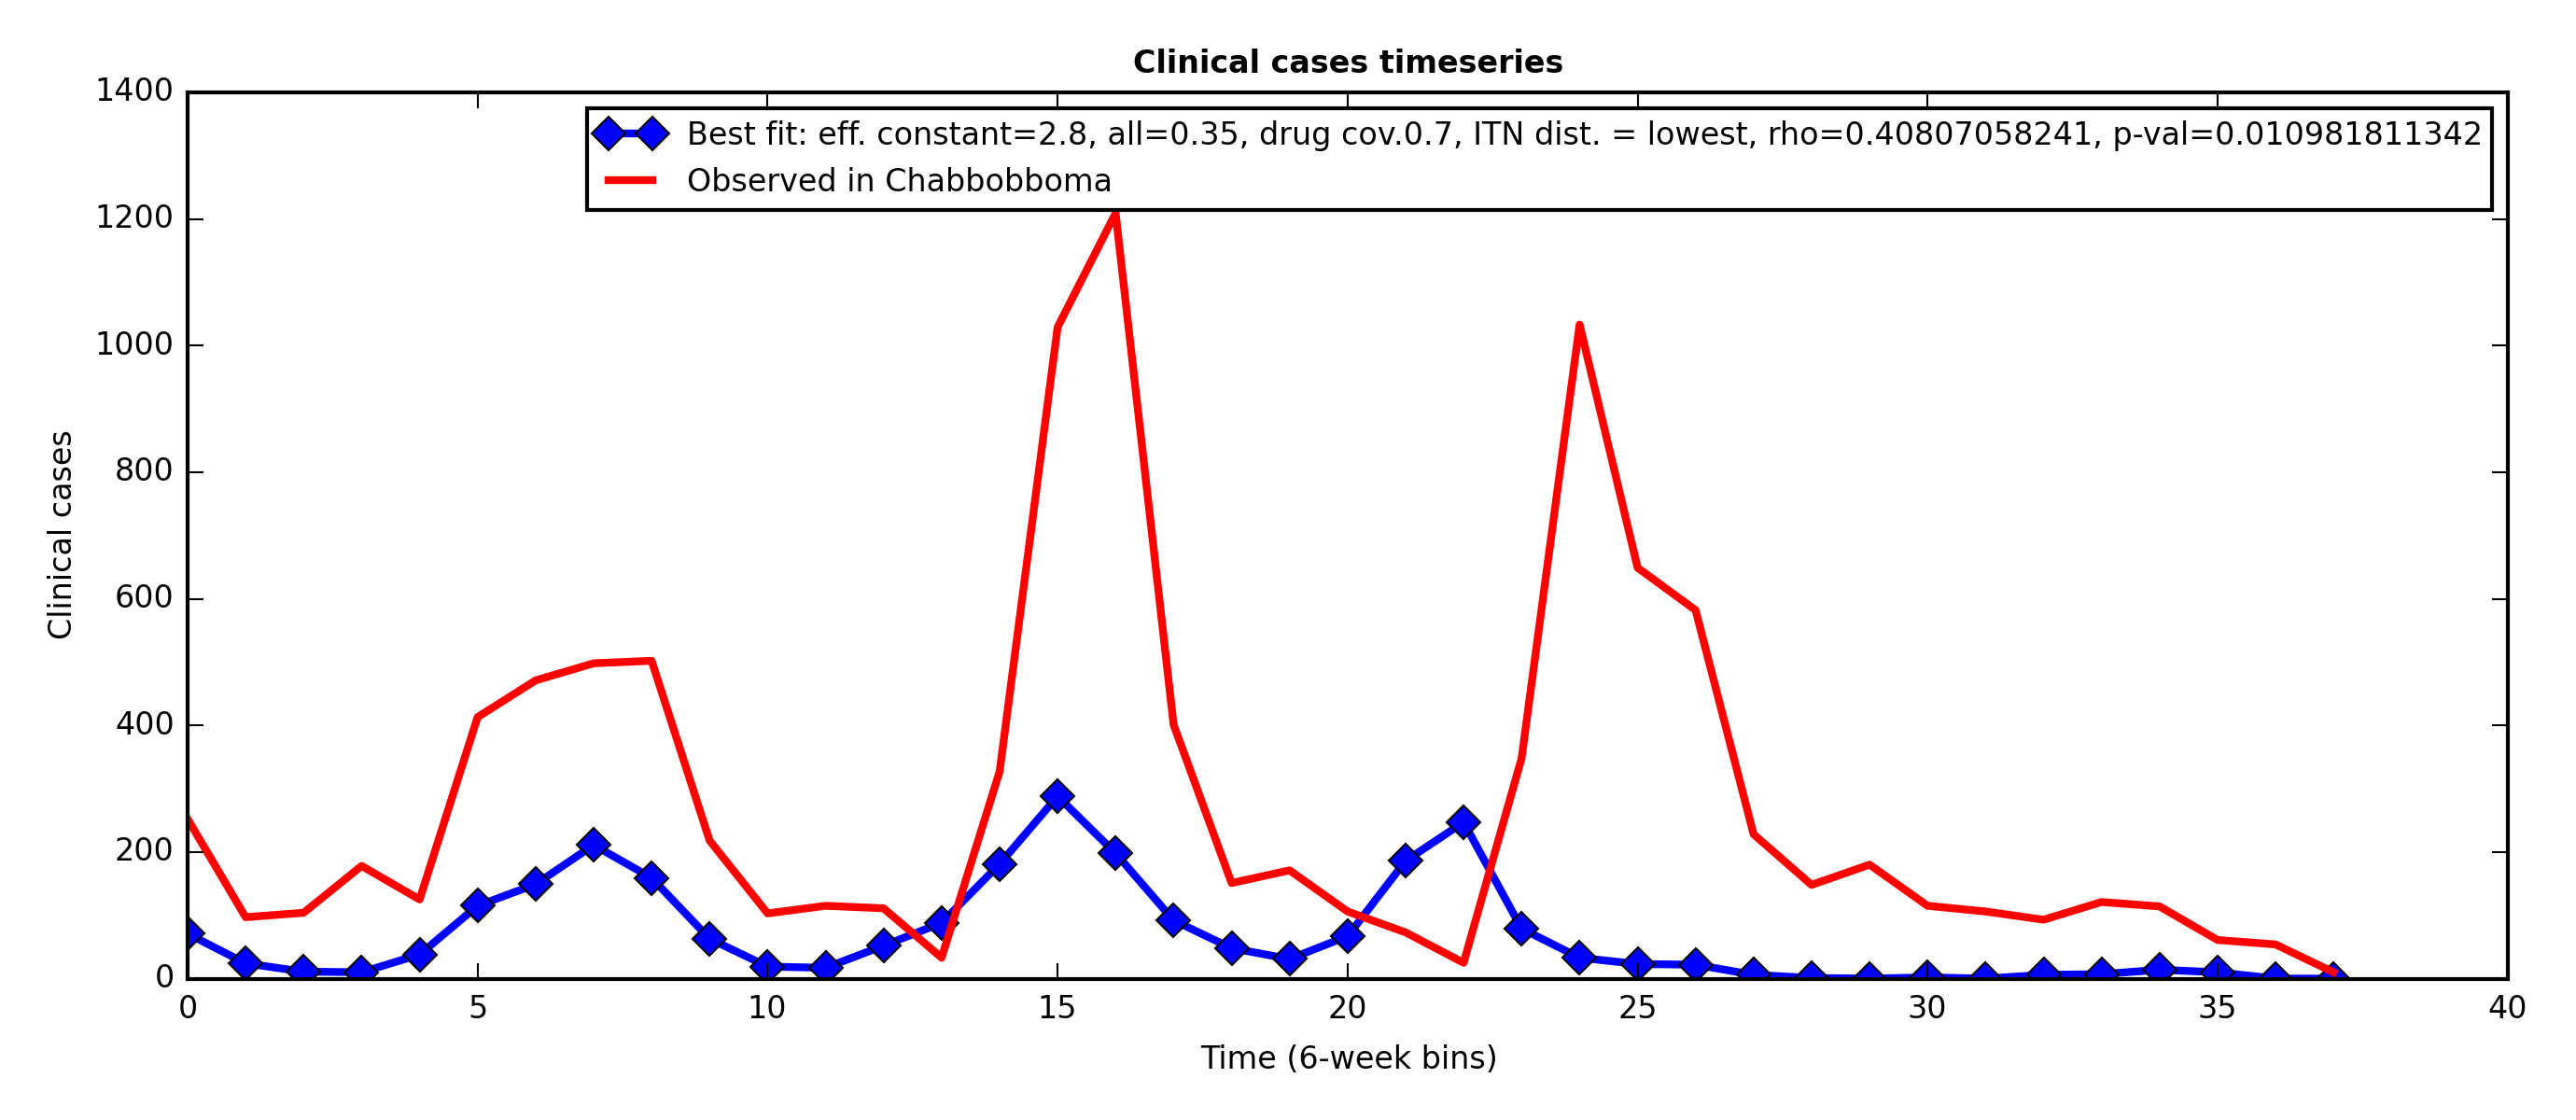 Clinical cases timeseries
1400
1200
1000
800
600
400
200
0
Clinical cases
Best fit: eff. constant=2.8, all=0.35, drug cov.0.7, ITN dist. = lowest, rho=0.40807058241, p-val=0.010981811342
Observed in Chabbobboma
0 5 10 15 20 25 30 35 40
Time (6-week bins)